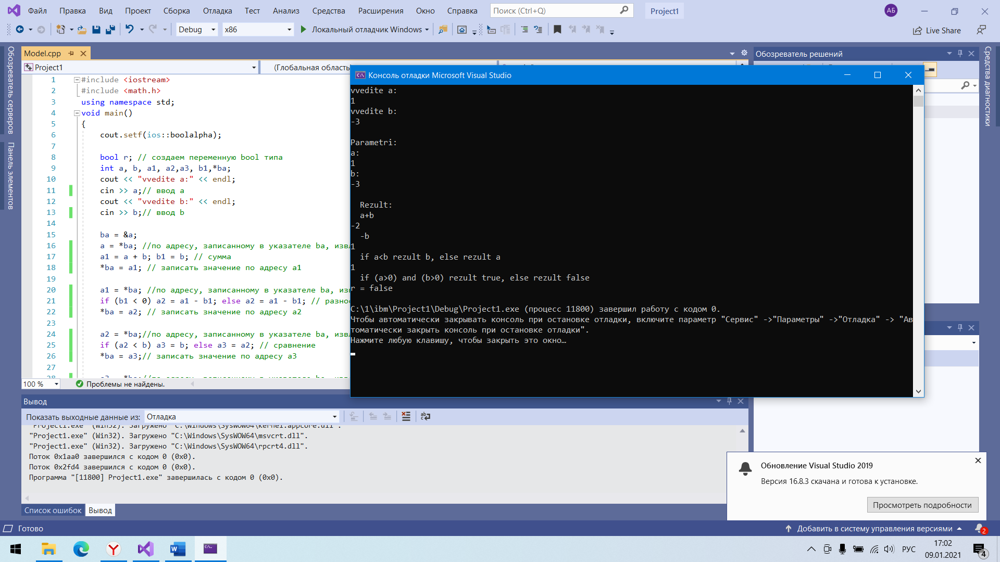 Файл Правка Вид Проект Сборка Отладка Тест Анализ Средства Расширения Окно Справка Поиск (Ctrl+Q) Project1 АБ
Debug x86 Локальный отладчик Windows Live Share
Обозреватель серверов
Панель элементов
Model.cpp
Project1 (Глобальная область
1 #include <iostream>
2 #include <math.h>
3 using namespace std;
4 void main()
5 {
6 cout.setf(ios::boolalpha);
7
8 bool r; // создаем переменную bool типа
9 int a, b, a1, a2,a3, b1,*ba;
10 cout << "vvedite a:" << endl;
11 cin >> a;// ввод a
12 cout << "vvedite b:" << endl;
13 cin >> b;// ввод b
14
15 ba = &a;
16 a = *ba; //по адресу, записанному в указателе ba, извл
17 a1 = a + b; b1 = b; // сумма
18 *ba = a1; // записать значение по адресу a1
19
20 a1 = *ba; //по адресу, записанному в указателе ba, изв
21 if (b1 < 0) a2 = a1 - b1; else a2 = a1 - b1; // разнос
22 *ba = a2; // записать значение по адресу a2
23
24 a2 = *ba;//по адресу, записанному в указателе ba, извл
25 if (a2 < b) a3 = b; else a3 = a2; // сравнение
26 *ba = a3;// записать значение по адресу a3
27
100 % Проблемы не найдены.
Консоль отладки Microsoft Visual Studio
vvedite a:
1
vvedite b:
-3
Parametri:
a:
1
b:
-3
Rezult:
a+b
-2
-b
1
if a<b rezult b, else rezult a
1
if (a>0) and (b>0) rezult true, else rezult false
r = false
C:\1\ibm\Project1\Debug\Project1.exe (процесс 11800) завершил работу с кодом 0.
Чтобы автоматически закрывать консоль при остановке отладки, включите параметр "Сервис" ->"Параметры" ->"Отладка" -> "Ав
томатически закрыть консоль при остановке отладки".
Нажмите любую клавишу, чтобы закрыть это окно…
Обозреватель решений
Средства диагностики
Вывод
Показать выходные данные из: Отладка
"Project1.exe" (Win32). Загружено "C:\Windows\SysWOW64\kernel.appcore.dll".
"Project1.exe" (Win32). Загружено "C:\Windows\SysWOW64\msvcrt.dll".
"Project1.exe" (Win32). Загружено "C:\Windows\SysWOW64\rpcrt4.dll".
Поток 0x1aa0 завершился с кодом 0 (0x0).
Поток 0x2fd4 завершился с кодом 0 (0x0).
Программа "[11800] Project1.exe" завершилась с кодом 0 (0x0).
Список ошибок Вывод
Обновление Visual Studio 2019
Версия 16.8.3 скачана и готова к установке.
Просмотреть подробности
Готово Добавить в систему управления версиями 2
РУС 17:02
09.01.2021 4